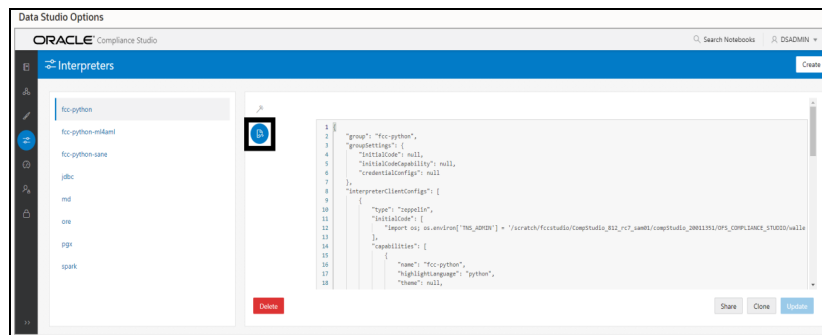 Data Studio Options
ORACLE Compliance Studio
Search Notebooks
DSADMIN
Interpreters
Create
fcc-python
fcc-python-ml4aml
fcc-python-sane
jdbc
md
ore
pgx
spark
1 {
2 "group": "fcc-python",
3 "groupSettings": {
4 "initialCode": null,
5 "initialCodeCapability": null,
6 "credentialConfigs": null
7 },
8 "interpreterClientConfigs": [
9 {
10 "type": "zeppelin",
11 "initialCode": [
12 "import os; os.environ['TNS_ADMIN'] = '/scratch/fccstudio/CompStudio_812_rc7_sam01/compStudio_20011351/OFS_COMPLIANCE_STUDIO/walle
13 ],
14 "capabilities": [
15 {
16 "name": "fcc-python",
17 "highlightLanguage": "python",
18 "theme": null,
Delete
Share
Clone
Update